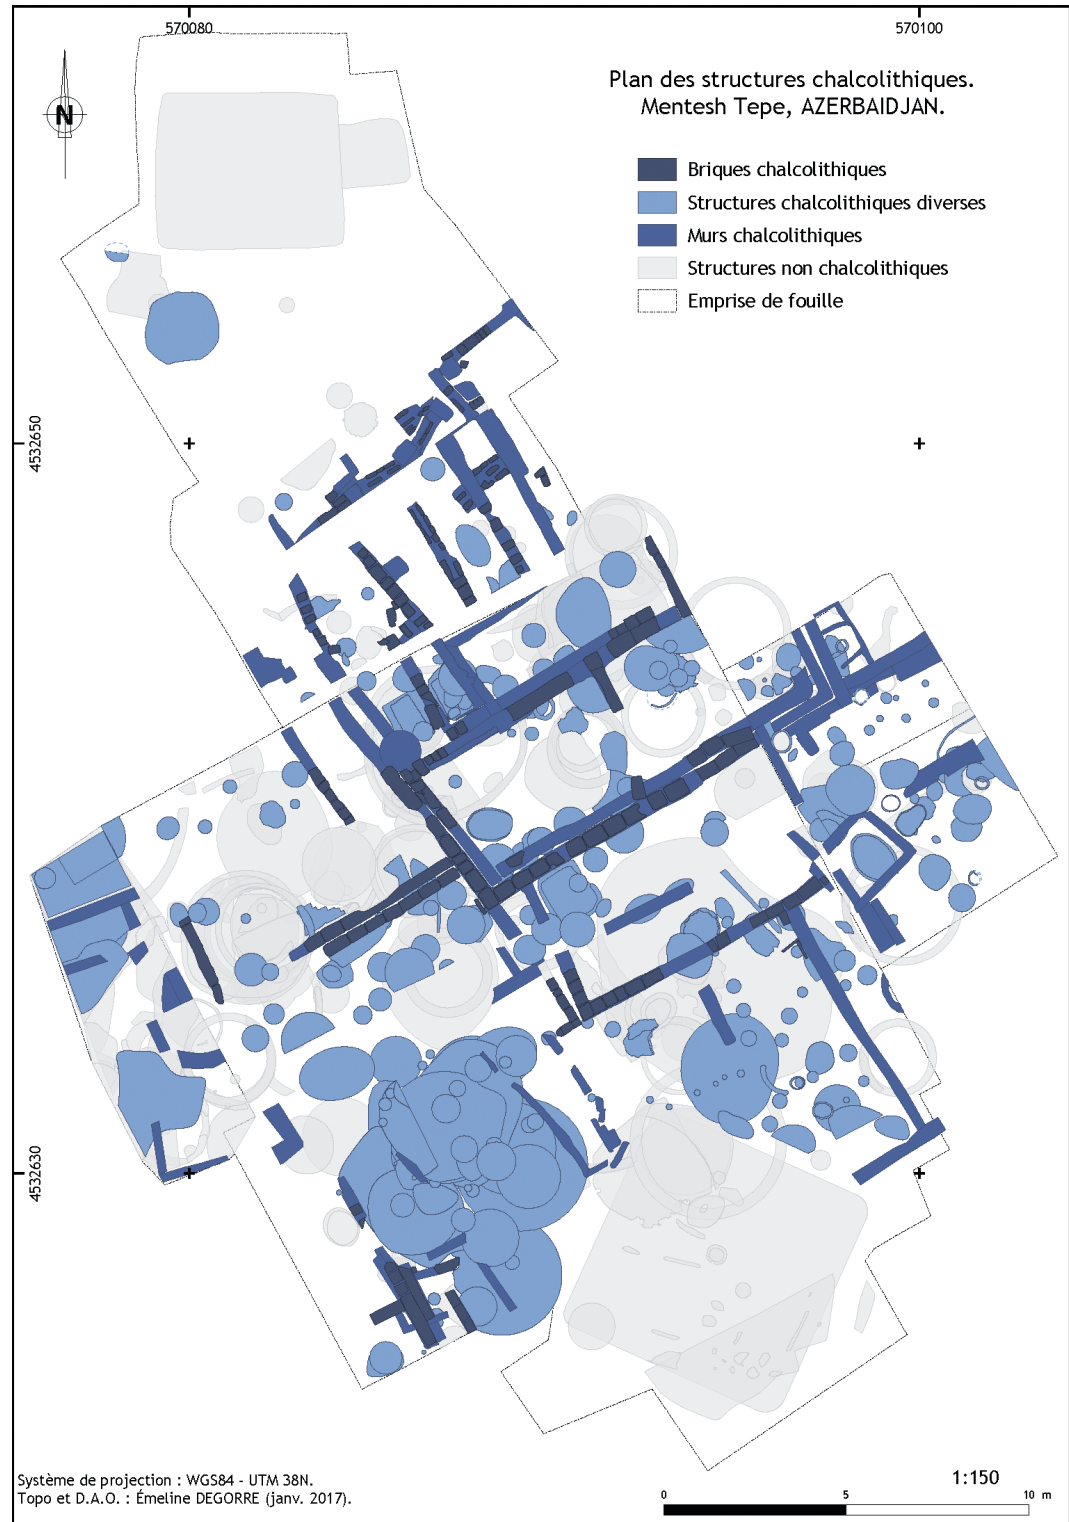 570080
570100
Plan des structures chalcolithiques.
Mentesh Tepe, AZERBAIDJAN.
N
Briques chalcolithiques
Structures chalcolithiques diverses
Murs chalcolithiques
Structures non chalcolithiques
Emprise de fouille
4532650
4532630
Système de projection : WGS84 - UTM 38N.
Topo et D.A.O. : Émeline DEGORRE (janv. 2017).
1:150
0 5 10 m